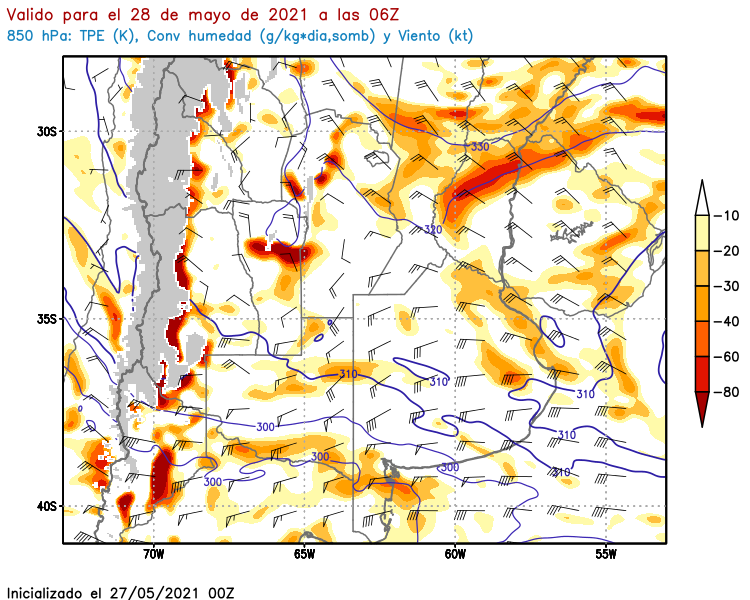 Valido para el 28 de mayo de 2021 a las 06Z
850 hPa: TPE (K), Conv humedad (g/kg*dia,somb) y Viento (kt)
30S
330
320
-10
-20
-30
-40
-60
-80
35S
310
310
310
300
310
300
300
300
310
40S
70W
65W
60W
55W
Inicializado el 27/05/2021 00Z